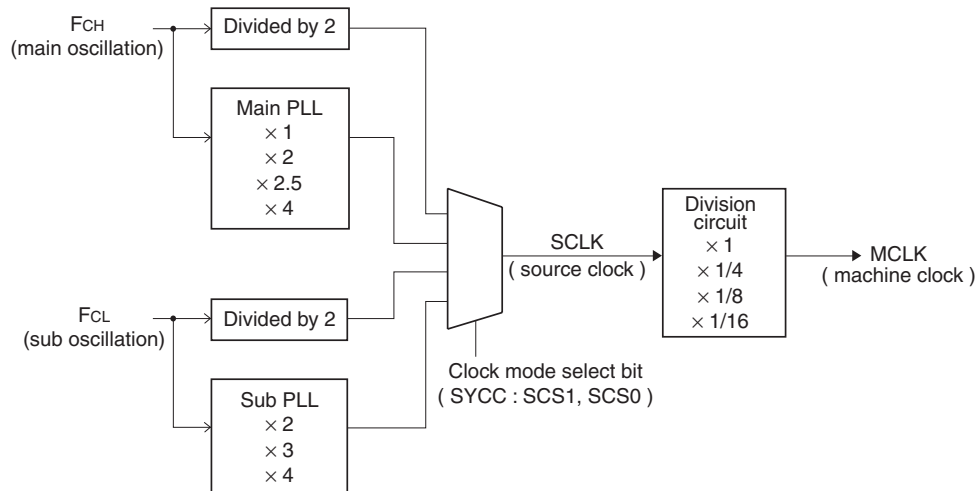 FCH
(main oscillation)
Divided by 2
Main PLL
× 1
× 2
× 2.5
× 4
FCL
(sub oscillation)
Divided by 2
Sub PLL
× 2
× 3
× 4
Clock mode select bit
( SYCC : SCS1, SCS0 )
SCLK
( source clock )
Division
circuit
× 1
× 1/4
× 1/8
× 1/16
MCLK
( machine clock )